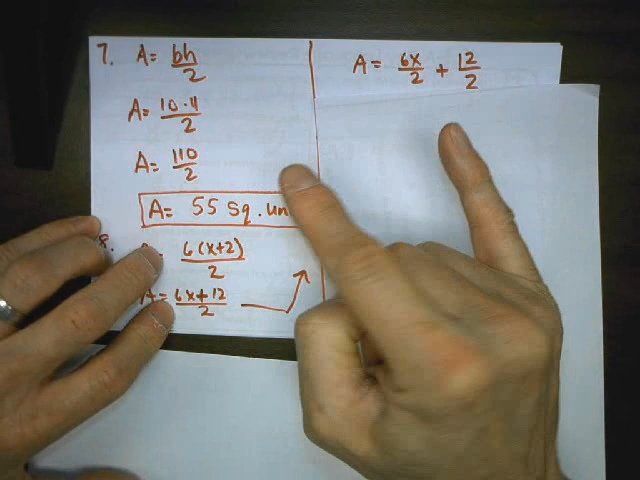 7. A = bh/2
A = 10·11/2
A = 110/2
A = 55 sq. un
8. = 6(x+2)/2
A = 6x+12/2
A = 6x/2 + 12/2